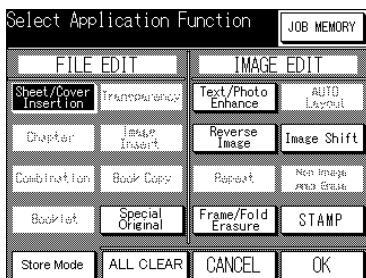 Select Application Function
JOB MEMORY
FILE EDIT
IMAGE EDIT
Sheet/Cover
Insertion
Transparency
Text/Photo
Enhance
AUTO
Layout
Chapter
Image
Insert
Reverse
Image
Image Shift
Combination
Book Copy
Repeat
Non Image
Area Erase
Booklet
Special
Original
Frame/Fold
Erasure
STAMP
Store Mode
ALL CLEAR
CANCEL
OK